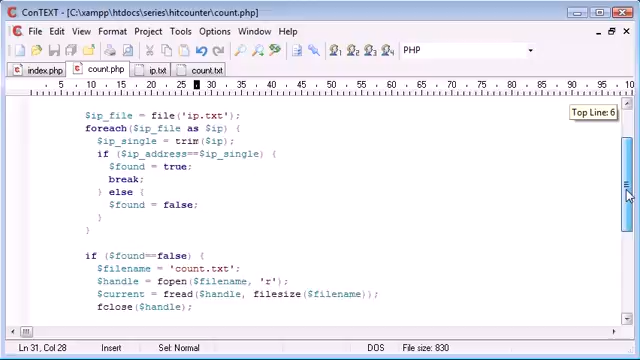 ConTEXT - [C:\xampp\htdocs\series\hitcounter\count.php]
File Edit View Format Project Tools Options Window Help
PHP
index.php count.php ip.txt count.txt
5 10 15 20 25 30 35 40 45 50 55 60 65 70 75 80 85 90 95 100
Top Line: 6
$ip_file = file('ip.txt');
foreach ($ip_file as $ip) {
$ip_single = trim($ip);
if ($ip_address==$ip_single) {
$found = true;
break;
} else {
$found = false;
}
}
if ($found==false) {
$filename = 'count.txt';
$handle = fopen($filename, 'r');
$current = fread($handle, filesize($filename));
fclose($handle);
Ln 31, Col 28 Insert Sel: Normal DOS File size: 830